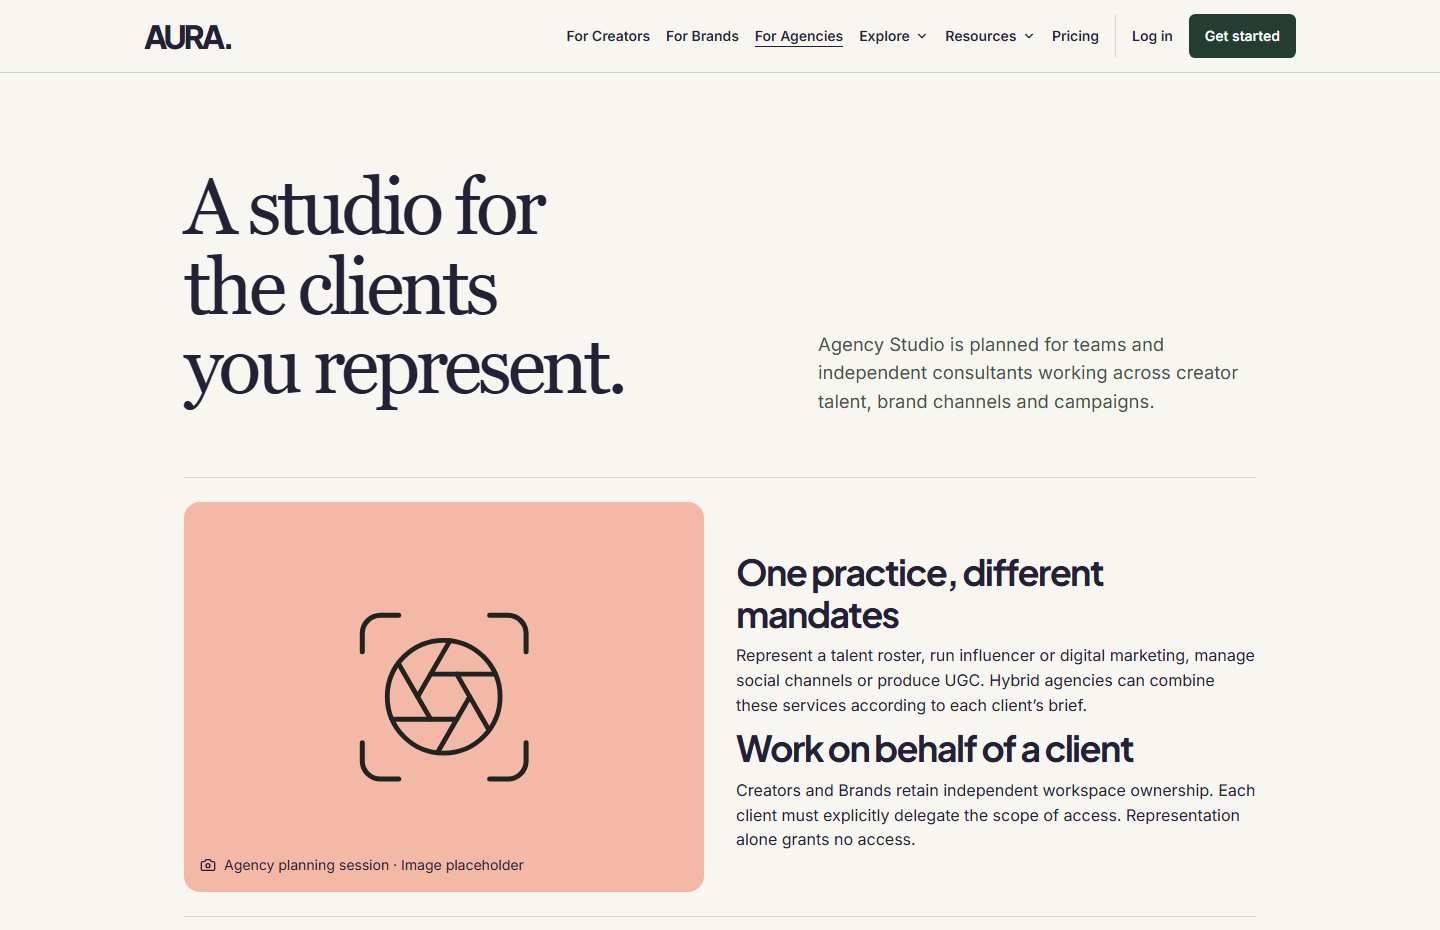 AURA.
For Creators
For Brands
For Agencies
Explore
Resources
Pricing
Log in
Get started
A studio for
the clients
you represent.
Agency Studio is planned for teams and
independent consultants working across creator
talent, brand channels and campaigns.
One practice, different
mandates
Represent a talent roster, run influencer or digital marketing, manage
social channels or produce UGC. Hybrid agencies can combine
these services according to each client’s brief.
Work on behalf of a client
Creators and Brands retain independent workspace ownership. Each
client must explicitly delegate the scope of access. Representation
alone grants no access.
Agency planning session · Image placeholder